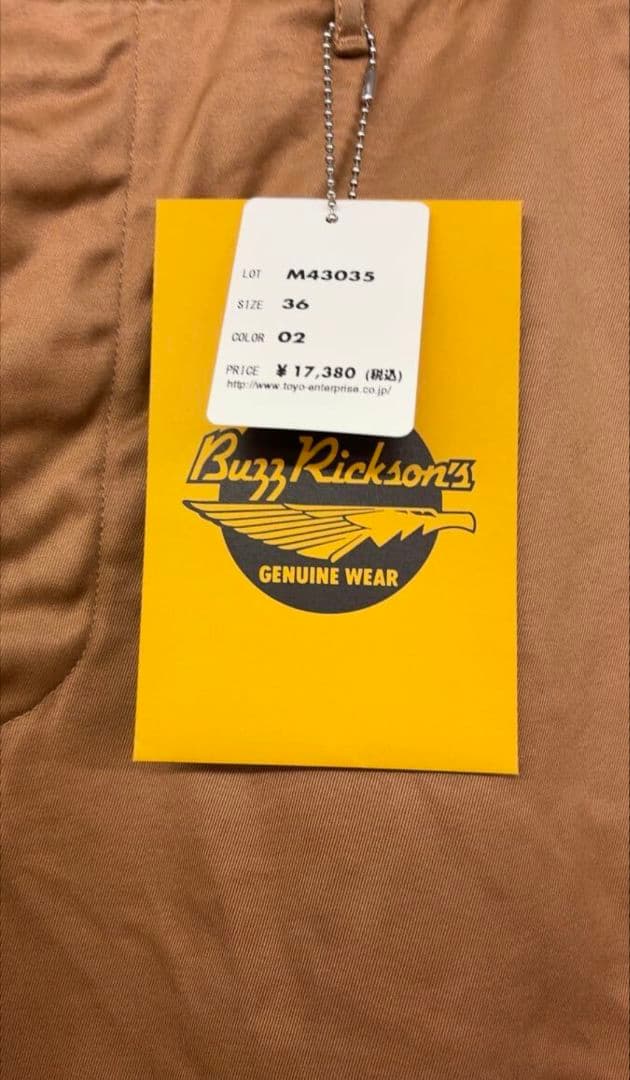 LOT M43035
SIZE 36
COLOR 02
PRICE ¥ 17,380 (税込)
http://www.toyo-enterprise.co.jp/
Buzz Rickson's
GENUINE WEAR